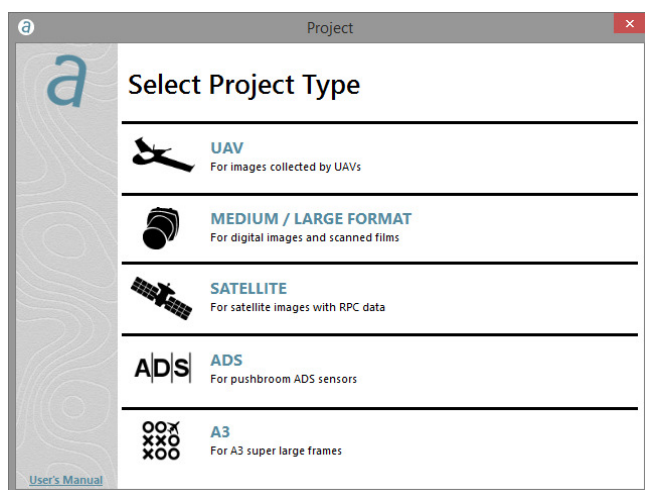 a
Project
x
a
Select Project Type
UAV
For images collected by UAVs
MEDIUM / LARGE FORMAT
For digital images and scanned films
SATELLITE
For satellite images with RPC data
A|D|S|
ADS
For pushbroom ADS sensors
A3
For A3 super large frames
User's Manual